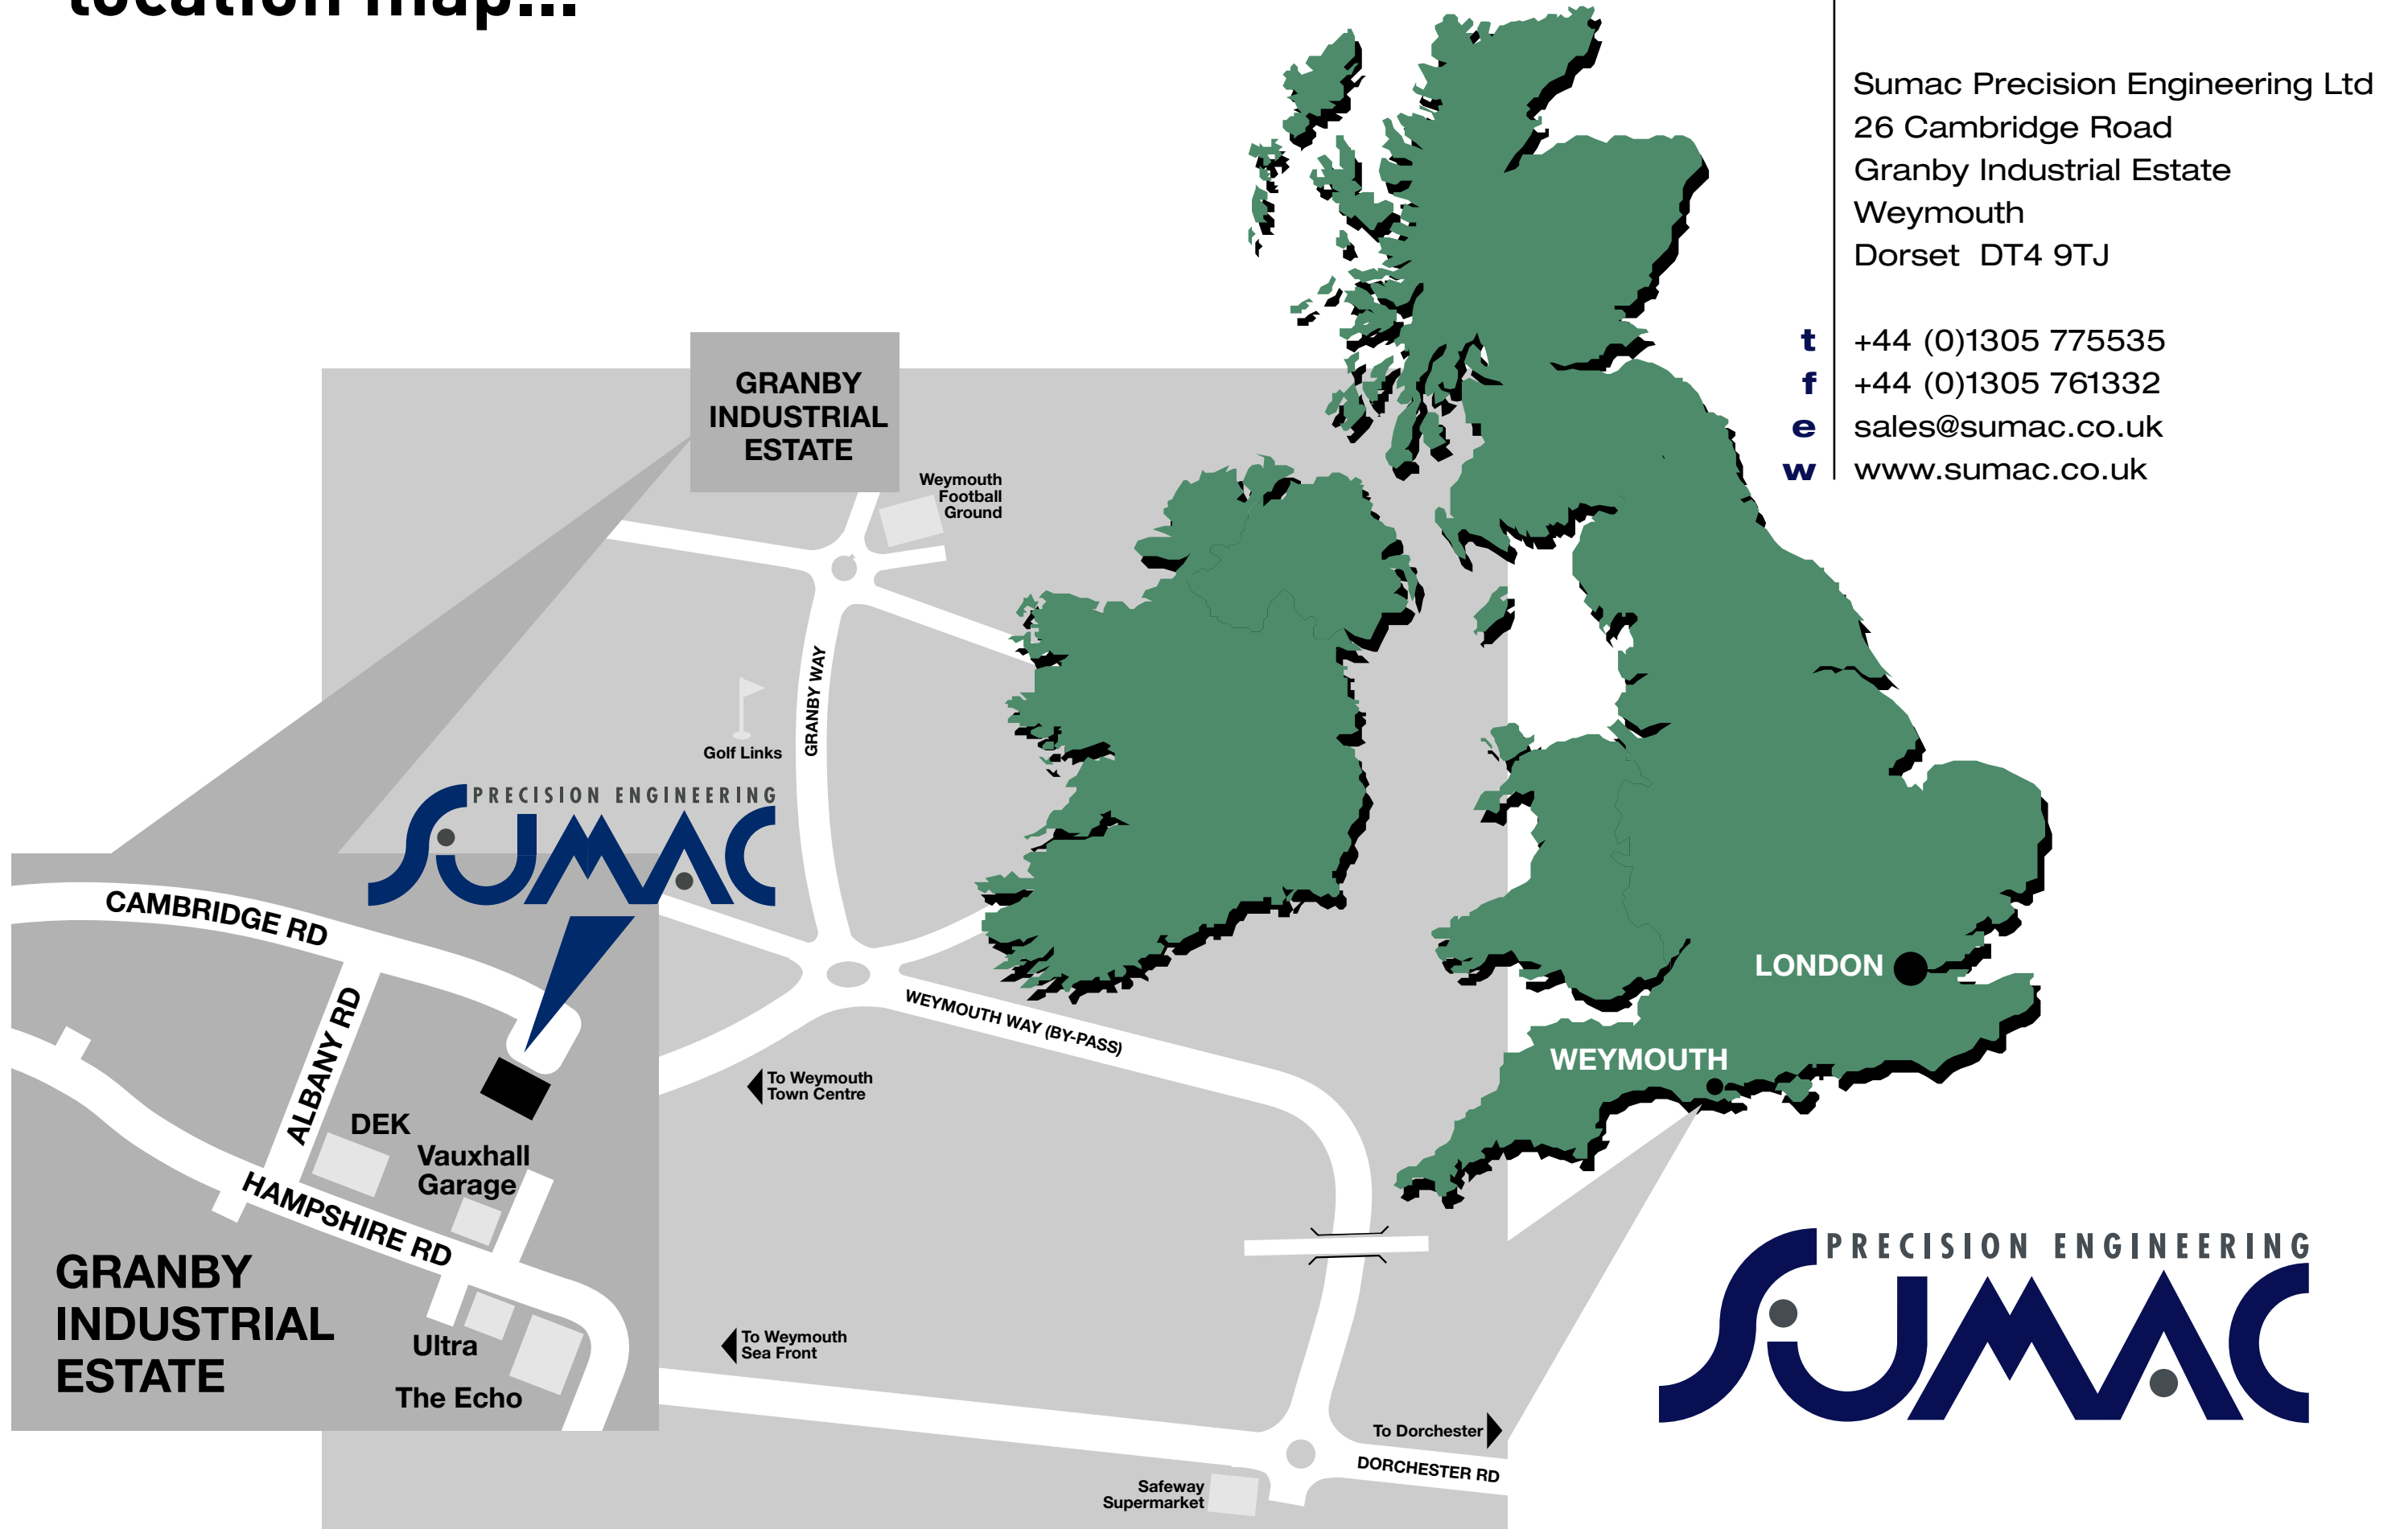 location map...
Sumac Precision Engineering Ltd
26 Cambridge Road
Granby Industrial Estate
Weymouth
Dorset DT4 9TJ
t +44 (0)1305 775535
f +44 (0)1305 761332
e sales@sumac.co.uk
w www.sumac.co.uk
GRANBY
INDUSTRIAL
ESTATE
Weymouth
Football
Ground
GRANBY WAY
Golf Links
PRECISION ENGINEERING
SUMAC
CAMBRIDGE RD
ALBANY RD
DEK
Vauxhall
Garage
HAMPSHIRE RD
GRANBY
INDUSTRIAL
ESTATE
Ultra
The Echo
WEYMOUTH WAY (BY-PASS)
To Weymouth
Town Centre
To Weymouth
Sea Front
LONDON
WEYMOUTH
To Dorchester
DORCHESTER RD
Safeway
Supermarket
PRECISION ENGINEERING
SUMAC